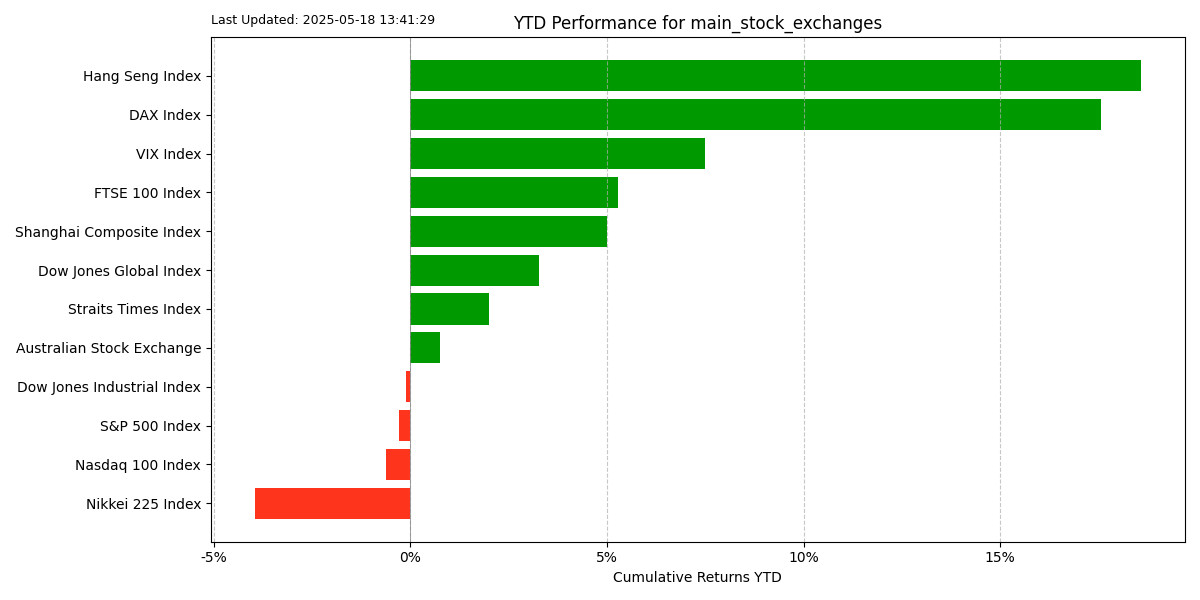 Last Updated: 2025-05-18 13:41:29
YTD Performance for main_stock_exchanges
Hang Seng Index
DAX Index
VIX Index
FTSE 100 Index
Shanghai Composite Index
Dow Jones Global Index
Straits Times Index
Australian Stock Exchange
Dow Jones Industrial Index
S&P 500 Index
Nasdaq 100 Index
Nikkei 225 Index
-5% 0% 5% 10% 15%
Cumulative Returns YTD